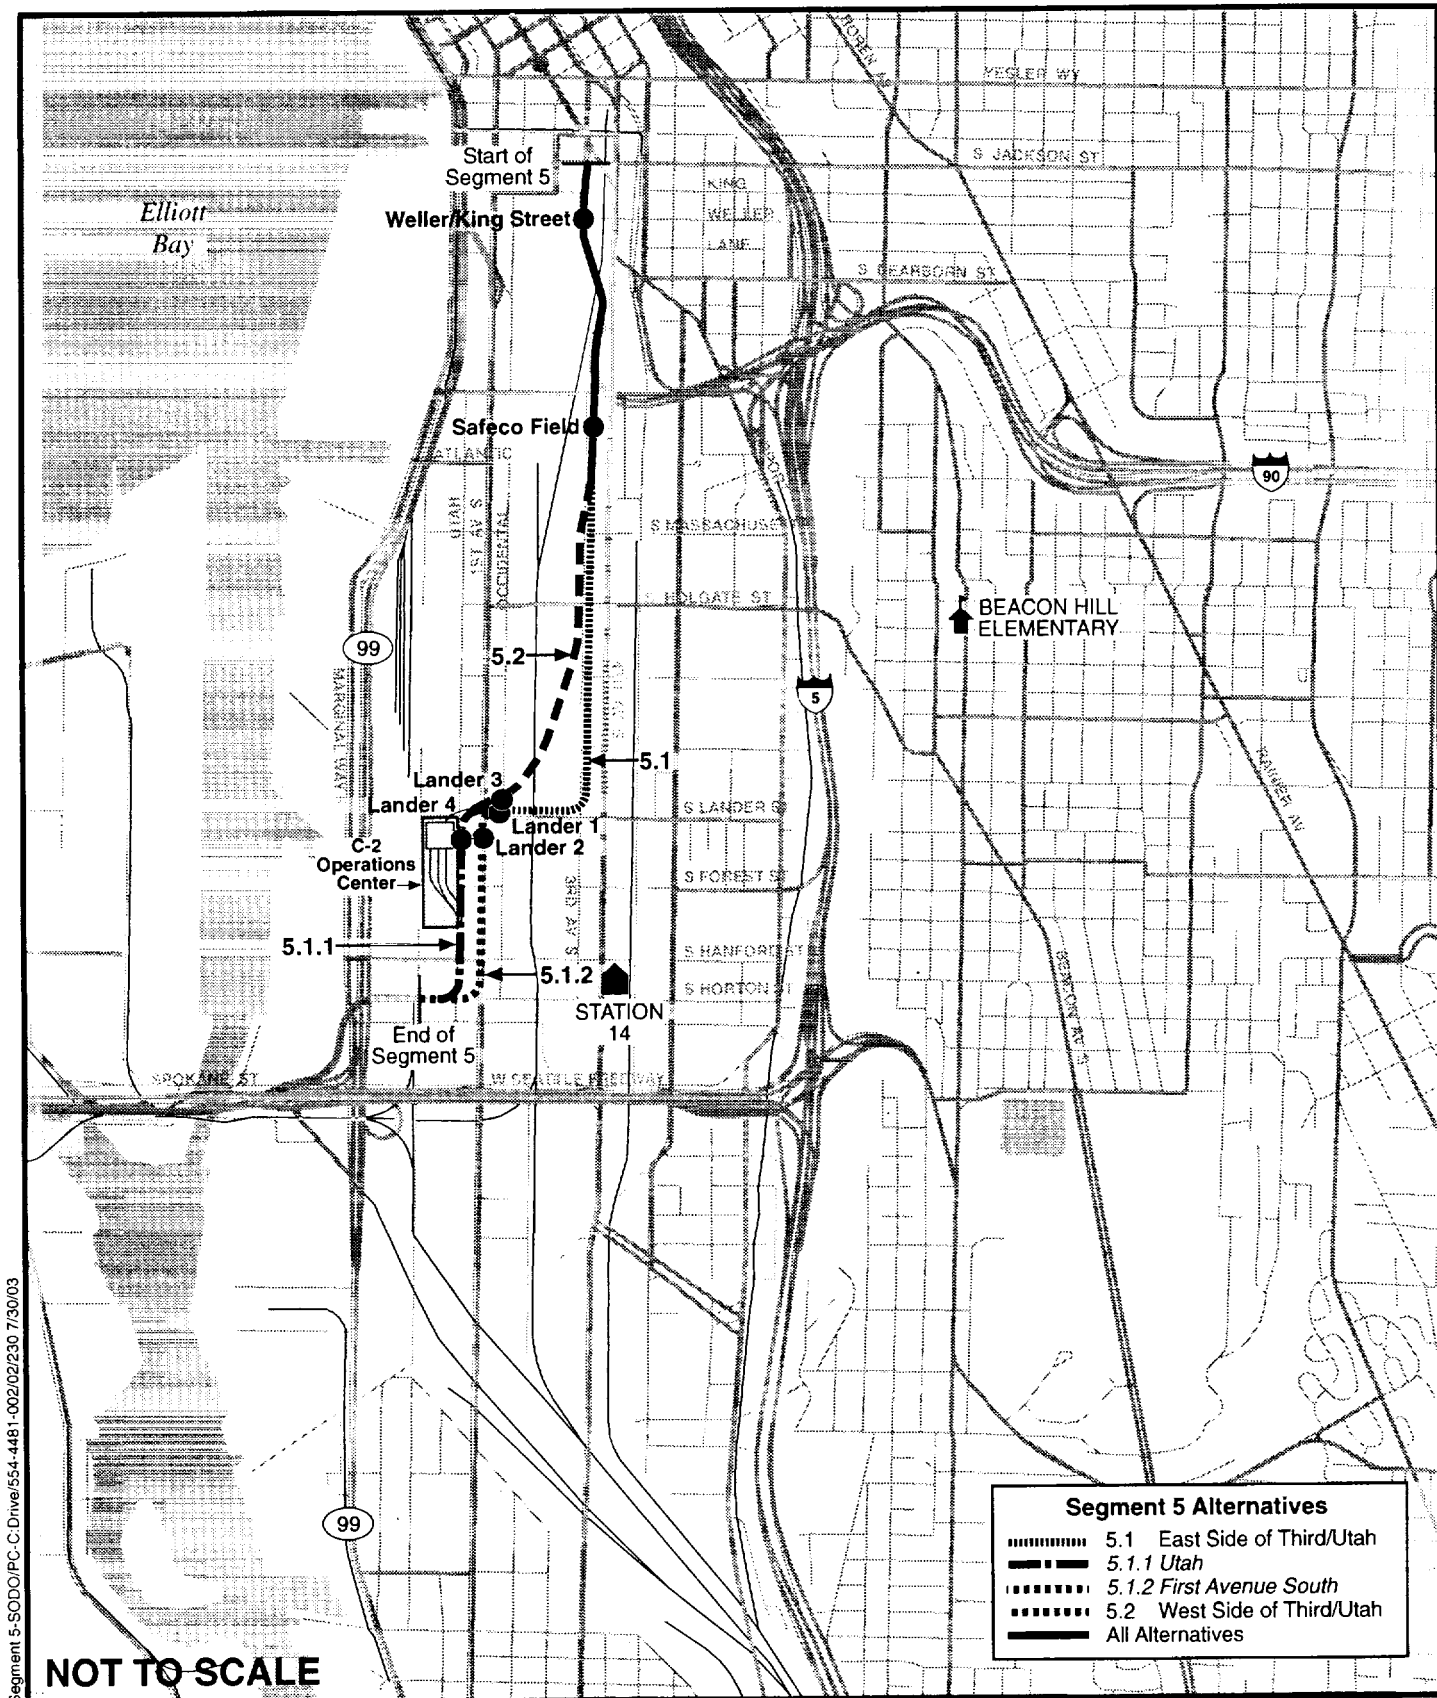 YESLER WY
S JACKSON ST
Start of
Segment 5
KING
Elliott
Bay
Weller/King Street
WELLER
LANE
S DEARBORN ST
Safeco Field
ATLANTIC
90
UTAH
1ST AV S
OCCIDENTAL
S MASSACHUSE
HOLGATE ST
BEACON HILL
ELEMENTARY
99
5.2
5
MARGINAL WAY
5.1
RAINIER AV
Lander 3
Lander 4
S LANDER ST
Lander 1
Lander 2
C-2
Operations
Center
S FOREST ST
3RD AV S
5.1.1
S HANFORD ST
5.1.2
S HORTON ST
BEACON AV S
STATION
14
End of
Segment 5
SPOKANE ST
W SEATTLE FREEWAY
99
Segment 5 Alternatives
5.1 East Side of Third/Utah
5.1.1 Utah
5.1.2 First Avenue South
5.2 West Side of Third/Utah
All Alternatives
NOT TO SCALE
Segment 5-SODO/PC-C:Drive/554-4481-002/02/230 7/30/03